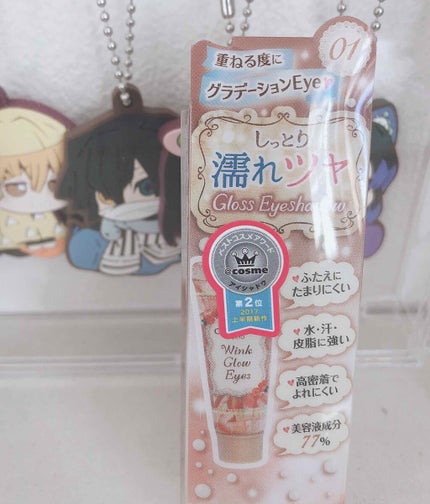 01
重ねる度に
グラデーションEye
しっとり
濡れツヤ
Gloss Eyeshadow
ベストコスメアワード
@cosme
アイシャドウ
第2位
2017
上半期新作
ふたえに
たまりにくい
水・汗・
皮脂に強い
高密着で
よれにくい
美容液成分
77%
Wink
Glow
Eyes